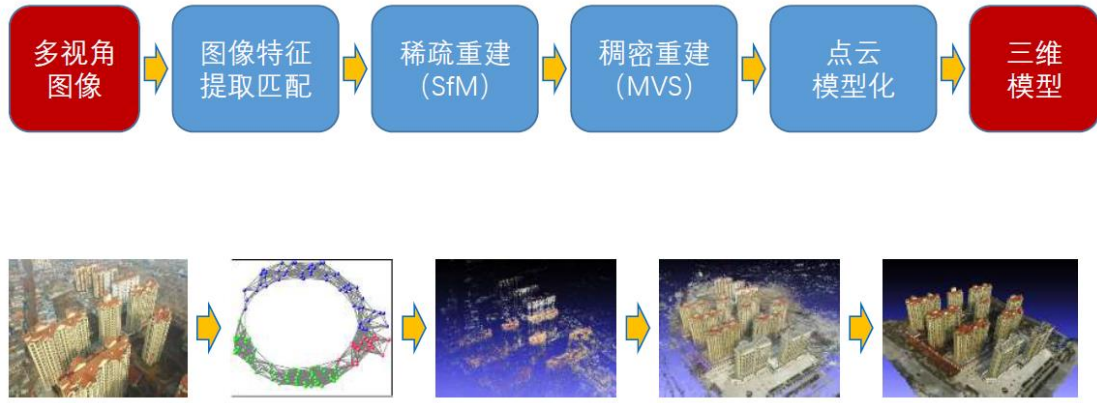 多视角
图像
图像特征
提取匹配
稀疏重建
（SfM）
稠密重建
（MVS）
点云
模型化
三维
模型